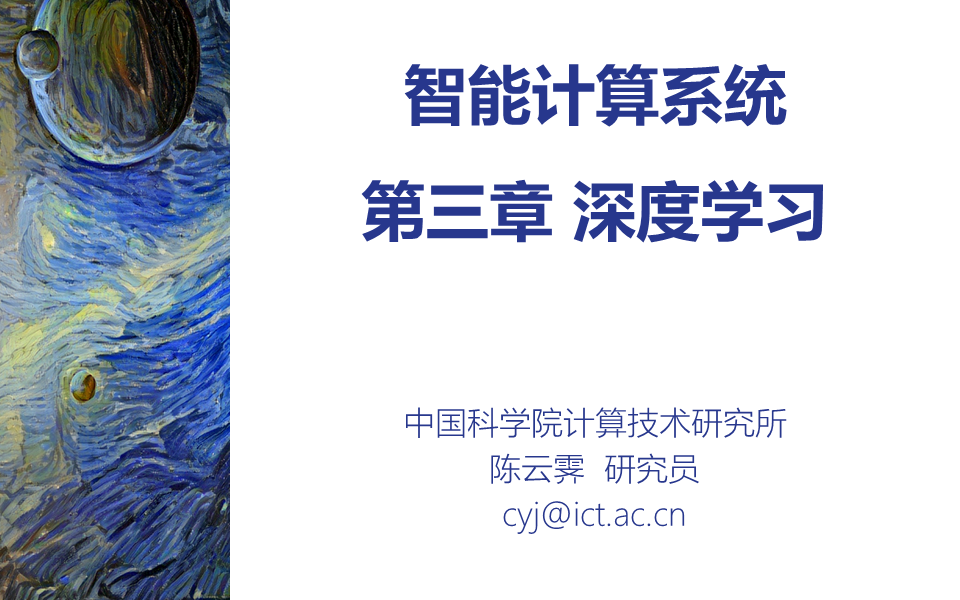 智能计算系统
第三章 深度学习
中国科学院计算技术研究所
陈云霁 研究员
cyj@ict.ac.cn